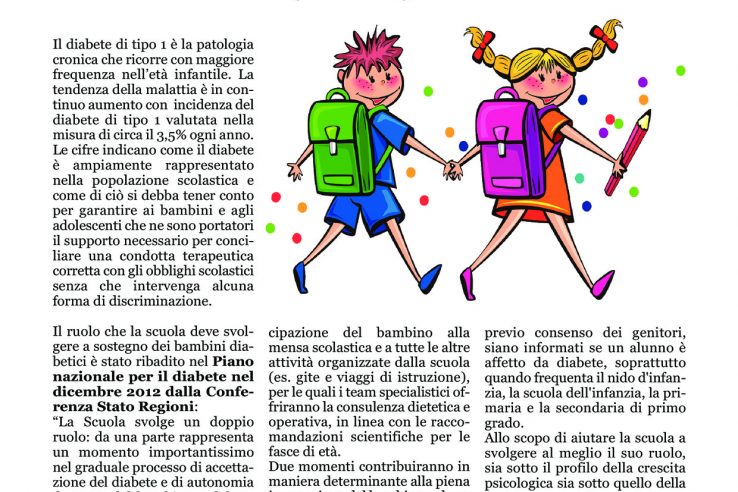 Il diabete di tipo 1 è la patologia
cronica che ricorre con maggiore
frequenza nell'età infantile. La
tendenza della malattia è in con-
tinuo aumento con incidenza del
diabete di tipo 1 valutata nella
misura di circa il 3,5% ogni anno.
Le cifre indicano come il diabete
è ampiamente rappresentato
nella popolazione scolastica e
come di ciò si debba tener conto
per garantire ai bambini e agli
adolescenti che ne sono portatori
il supporto necessario per conci-
liare una condotta terapeutica
corretta con gli obblighi scolastici
senza che intervenga alcuna
forma di discriminazione.
Il ruolo che la scuola deve svol-
gere a sostegno dei bambini dia-
betici è stato ribadito nel Piano
nazionale per il diabete nel
dicembre 2012 dalla Confe-
renza Stato Regioni:
“La Scuola svolge un doppio
ruolo: da una parte rappresenta
un momento importantissimo
nel graduale processo di accetta-
zione del diabete e di autonomia
cipazione del bambino alla
mensa scolastica e a tutte le altre
attività organizzate dalla scuola
(es. gite e viaggi di istruzione),
per le quali i team specialistici of-
friranno la consulenza dietetica e
operativa, in linea con le racco-
mandazioni scientifiche per le
fasce di età.
Due momenti contribuiranno in
maniera determinante alla piena
previo consenso dei genitori,
siano informati se un alunno è
affetto da diabete, soprattutto
quando frequenta il nido d'infan-
zia, la scuola dell'infanzia, la pri-
maria e la secondaria di primo
grado.
Allo scopo di aiutare la scuola a
svolgere al meglio il suo ruolo,
sia sotto il profilo della crescita
psicologica sia sotto quello della